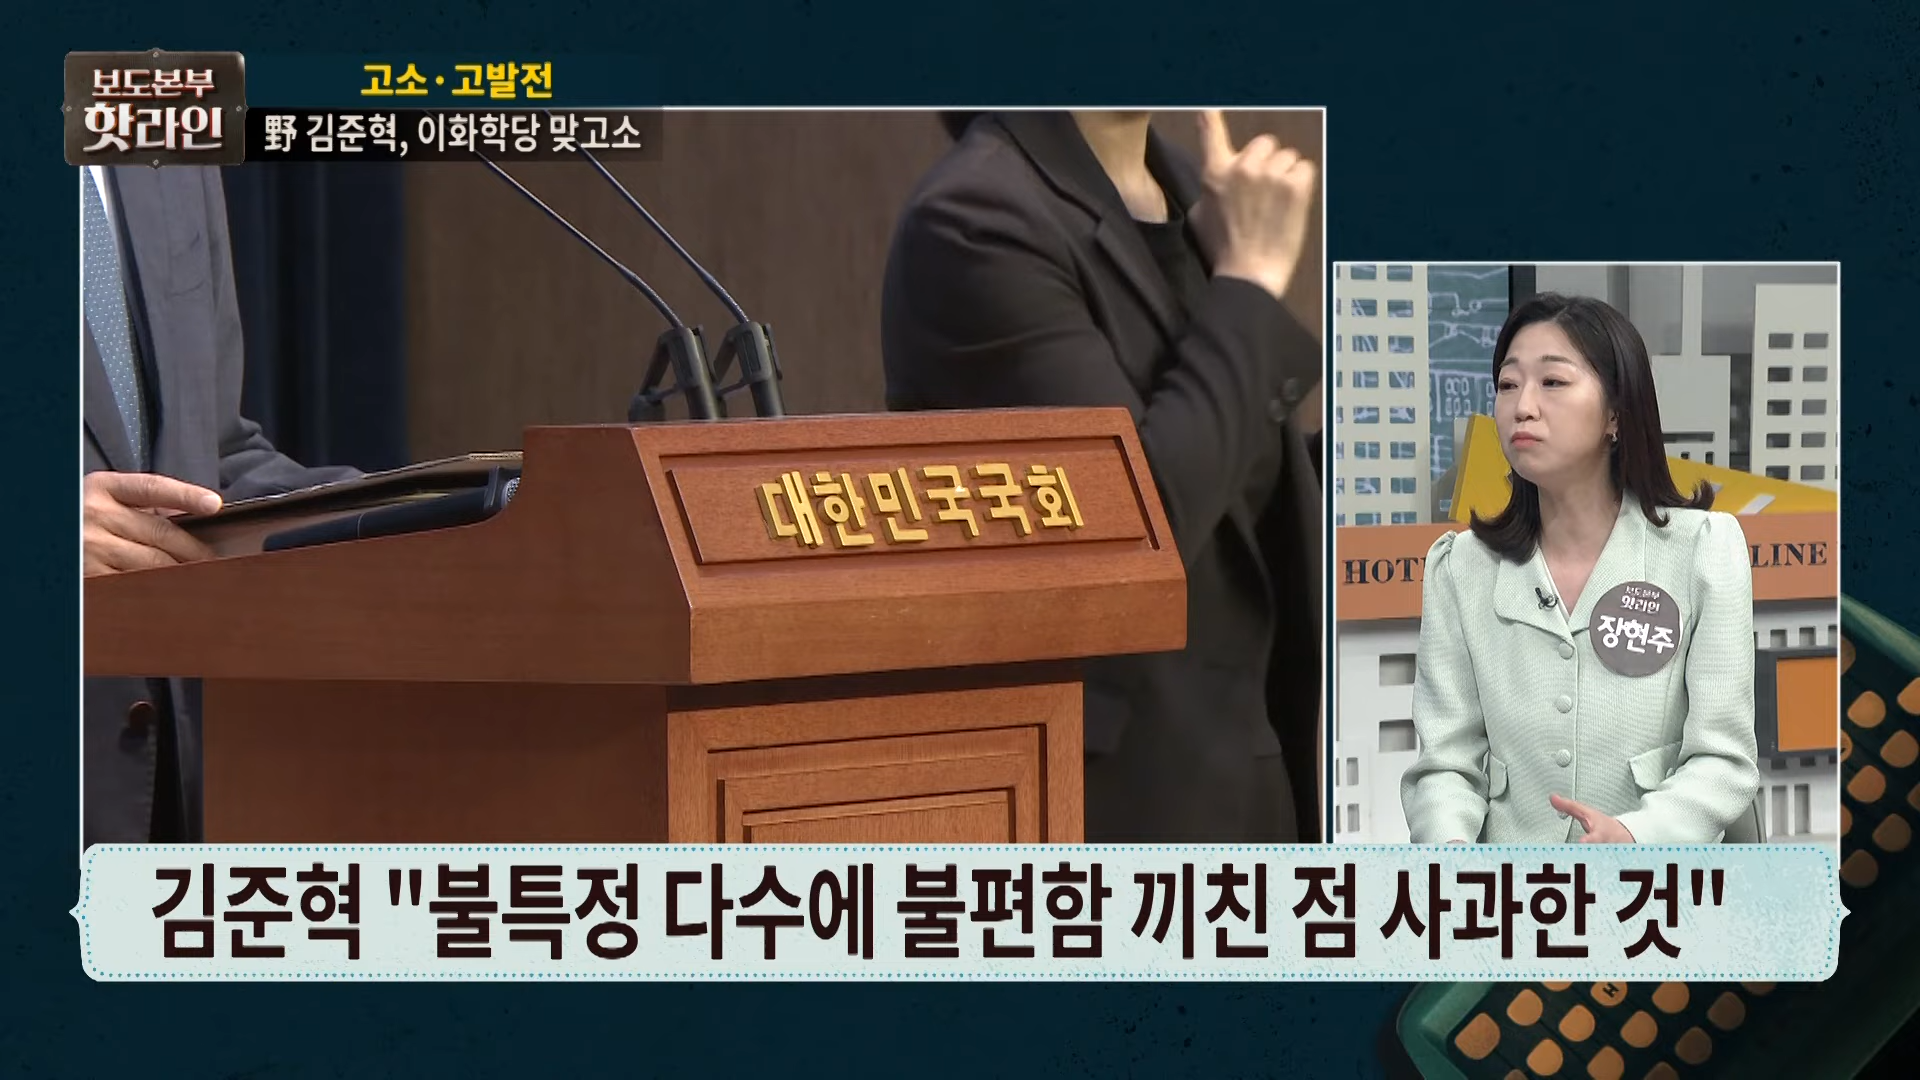 보도본부
핫라인
고소·고발전
野 김준혁, 이화학당 맞고소
대한민국국회
HOT
LINE
보도본부
핫라인
장현주
김준혁 "불특정 다수에 불편함 끼친 점 사과한 것"
H